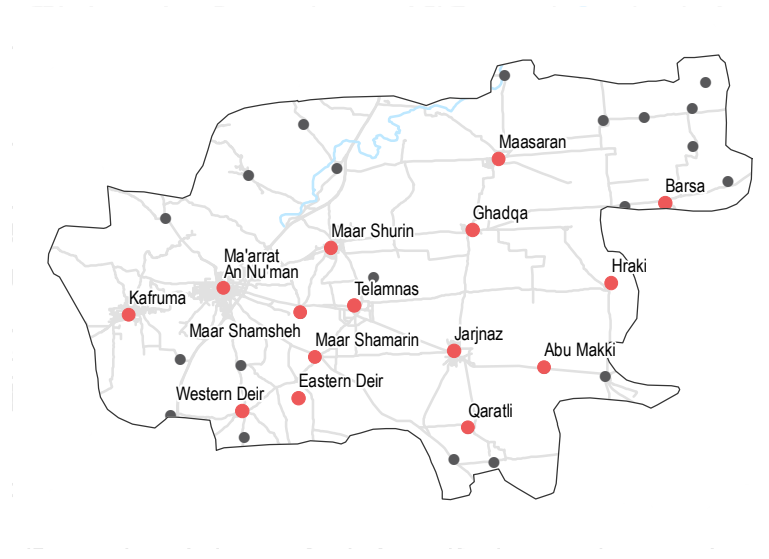 Maasaran
Barsa
Ghadqa
Maar Shurin
Ma'arrat
An Nu'man
Hraki
Kafruma
Telamnas
Maar Shamsheh
Maar Shamarin
Jarjnaz
Abu Makki
Western Deir
Eastern Deir
Qaratli